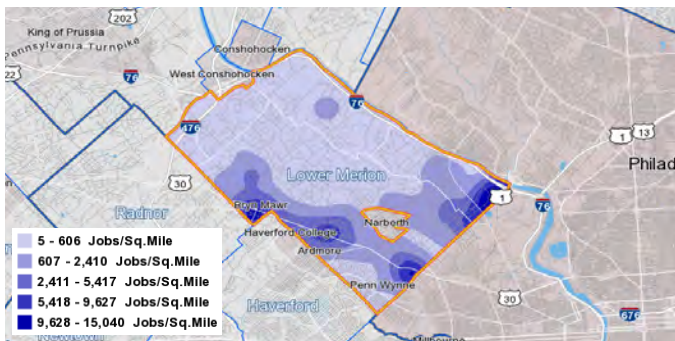 202
King of Prussia
Pennsylvania Turnpike
Conshohocken
76
22
West Conshohocken
76
476
1
13
Philad
30
Lower Merion
Bryn Mawr
1
76
Radnor
Narberth
Haverford College
Ardmore
Penn Wynne
30
Haverford
676
Millbourne
Newtown
5 - 606 Jobs/Sq.Mile
607 - 2,410 Jobs/Sq.Mile
2,411 - 5,417 Jobs/Sq.Mile
5,418 - 9,627 Jobs/Sq.Mile
9,628 - 15,040 Jobs/Sq.Mile